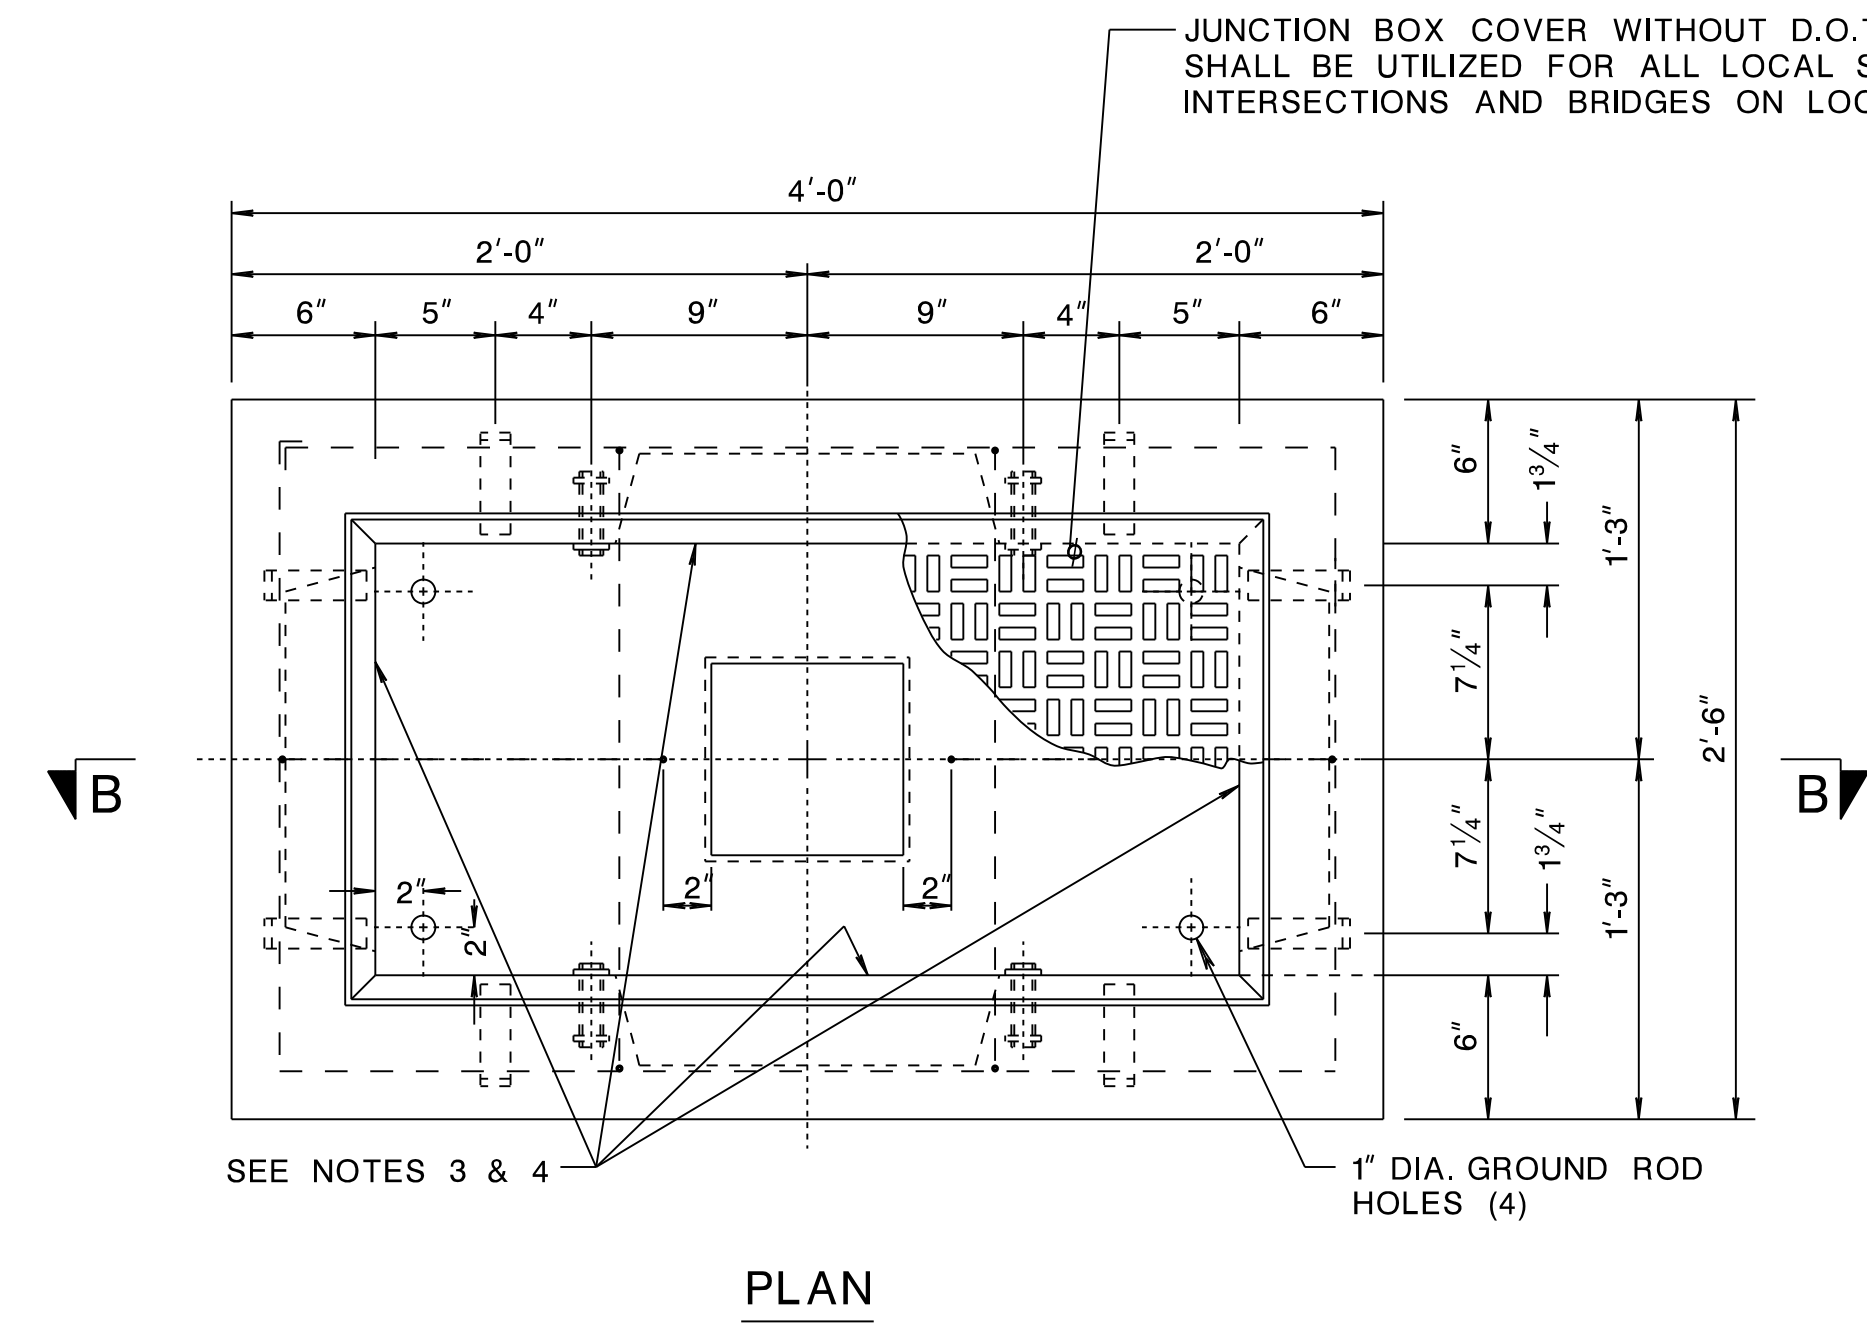 JUNCTION BOX COVER WITHOUT D.O.T
SHALL BE UTILIZED FOR ALL LOCAL S
INTERSECTIONS AND BRIDGES ON LOC
4'-0"
2'-0" 2'-0"
6" 5" 4" 9" 9" 4" 5" 6"
6" 1 3/4" 1'-3"
7 1/4"
2'-6"
B B
7 1/4" 1 3/4"
2" 2" 2"
2" 1'-3"
6"
SEE NOTES 3 & 4
1" DIA. GROUND ROD
HOLES (4)
PLAN